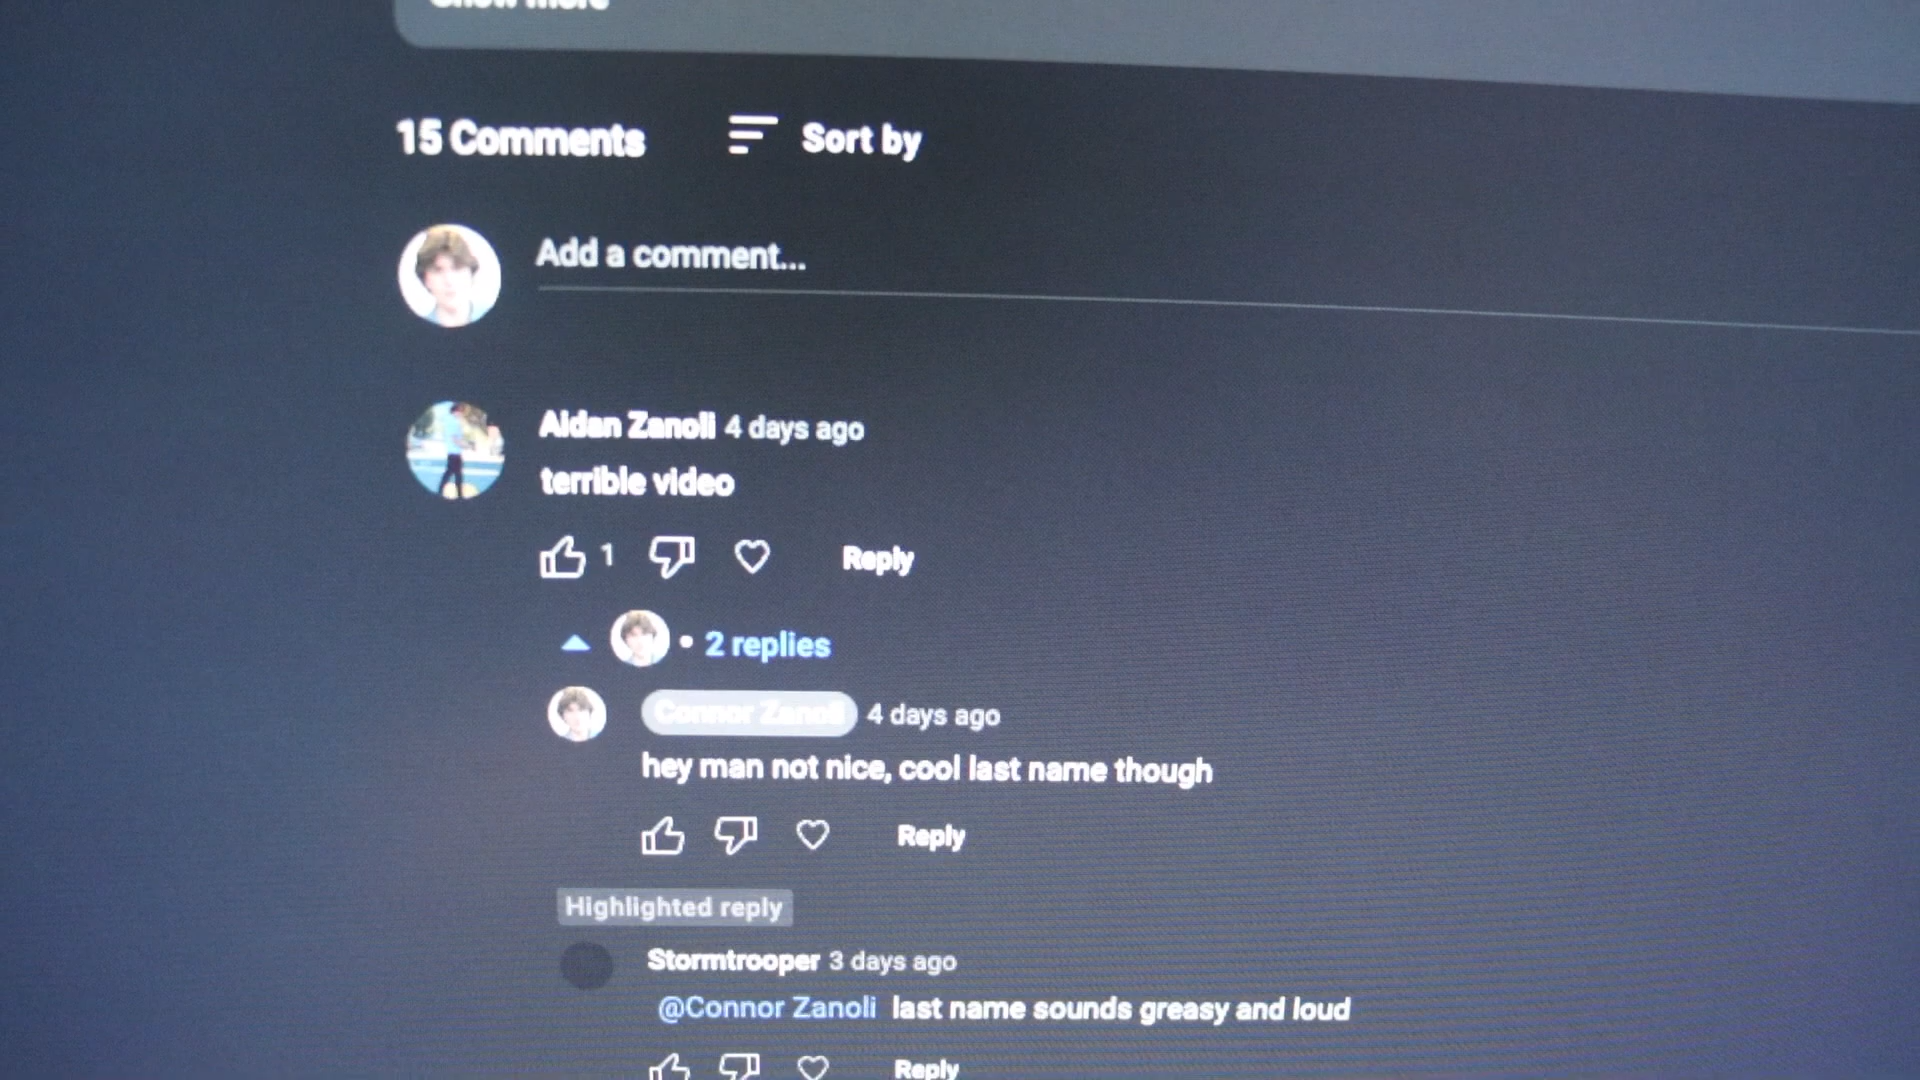 Show more
15 Comments
Sort by
Add a comment...
Aidan Zanoli 4 days ago
terrible video
1
Reply
• 2 replies
Connor Zanoli 4 days ago
hey man not nice, cool last name though
Reply
Highlighted reply
Stormtrooper 3 days ago
@Connor Zanoli last name sounds greasy and loud
Reply